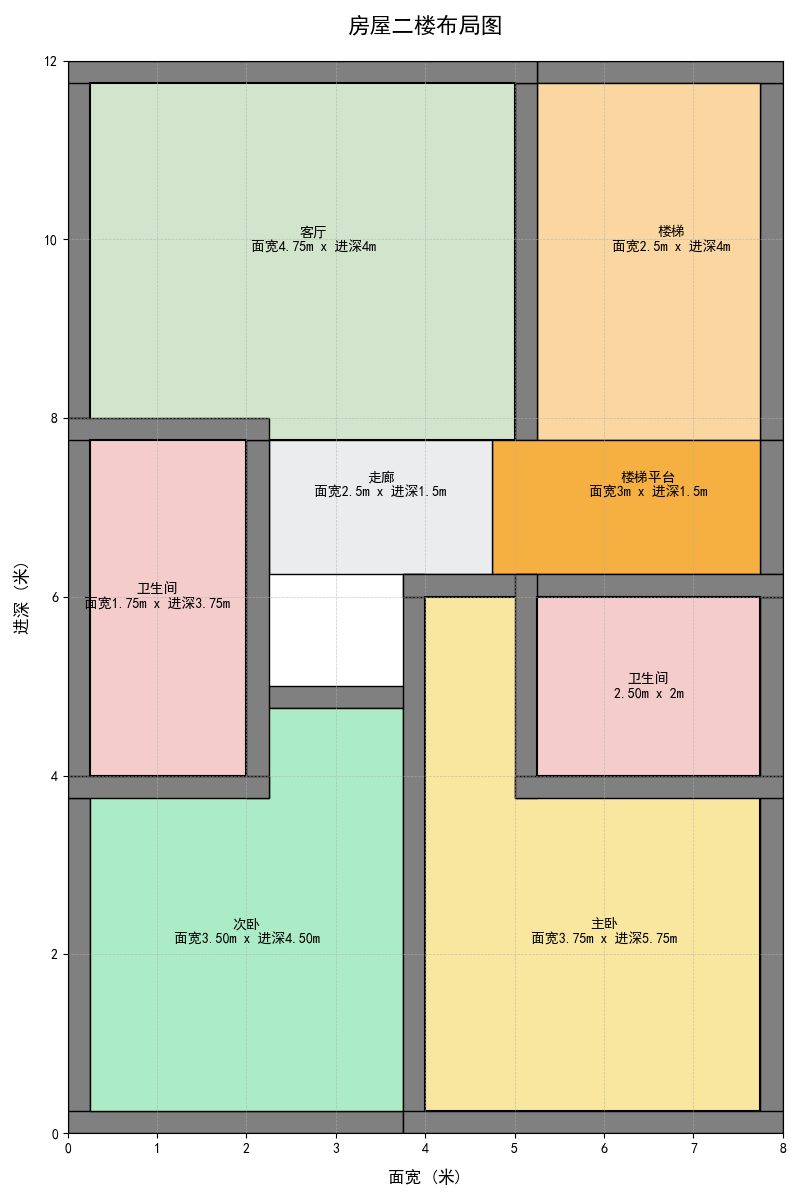 房屋二楼布局图
12
10
8
6
4
2
0
进深 (米)
客厅
面宽4.75m x 进深4m
楼梯
面宽2.5m x 进深4m
走廊
面宽2.5m x 进深1.5m
楼梯平台
面宽3m x 进深1.5m
卫生间
面宽1.75m x 进深3.75m
卫生间
2.50m x 2m
次卧
面宽3.50m x 进深4.50m
主卧
面宽3.75m x 进深5.75m
0 1 2 3 4 5 6 7 8
面宽 (米)